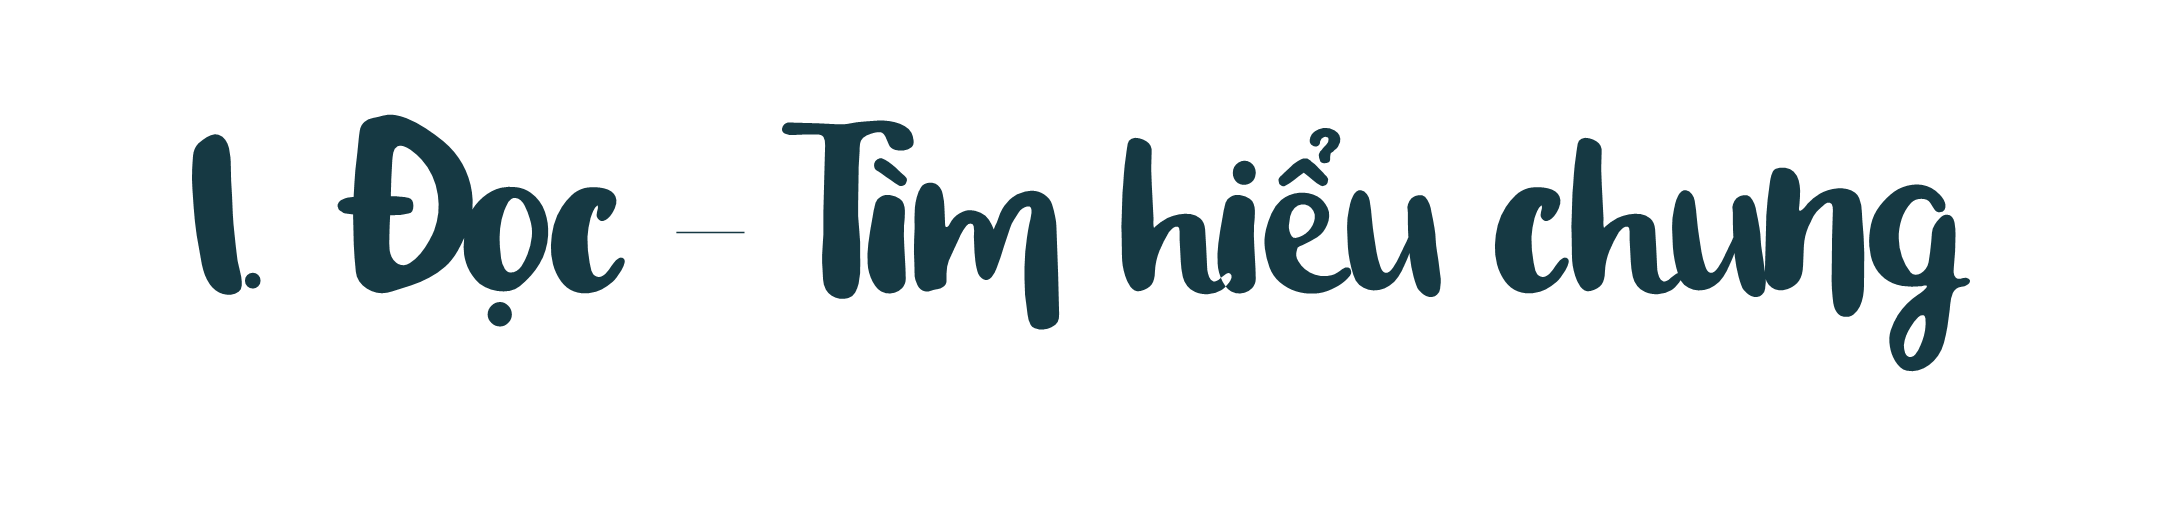 I. Đọc – Tìm hiểu chung